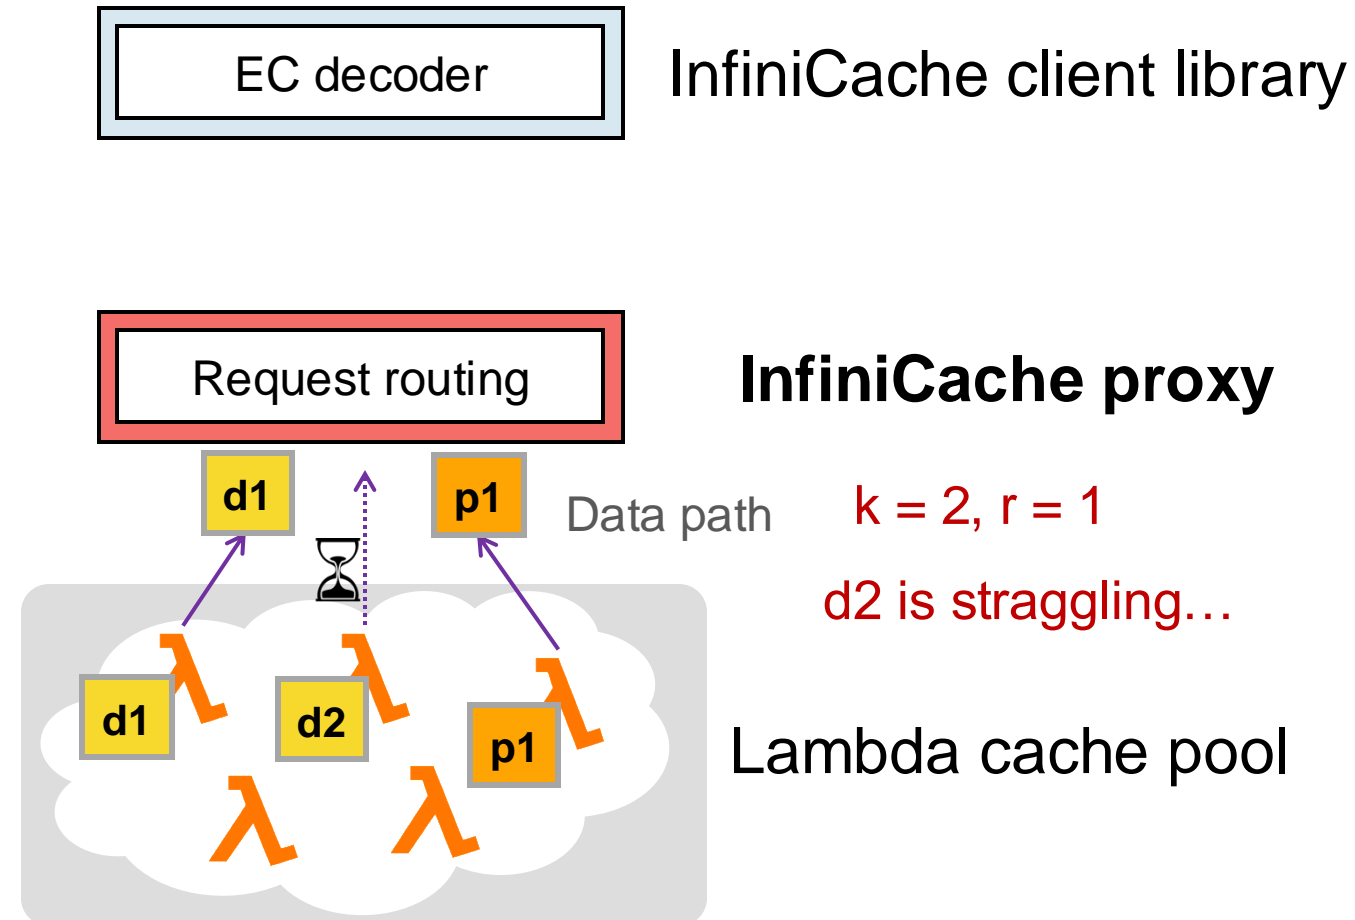 EC decoder
InfiniCache client library
Request routing
InfiniCache proxy
d1
p1
Data path
k = 2, r = 1
d2 is straggling…
λ
λ
λ
d1
d2
p1
Lambda cache pool
λ
λ